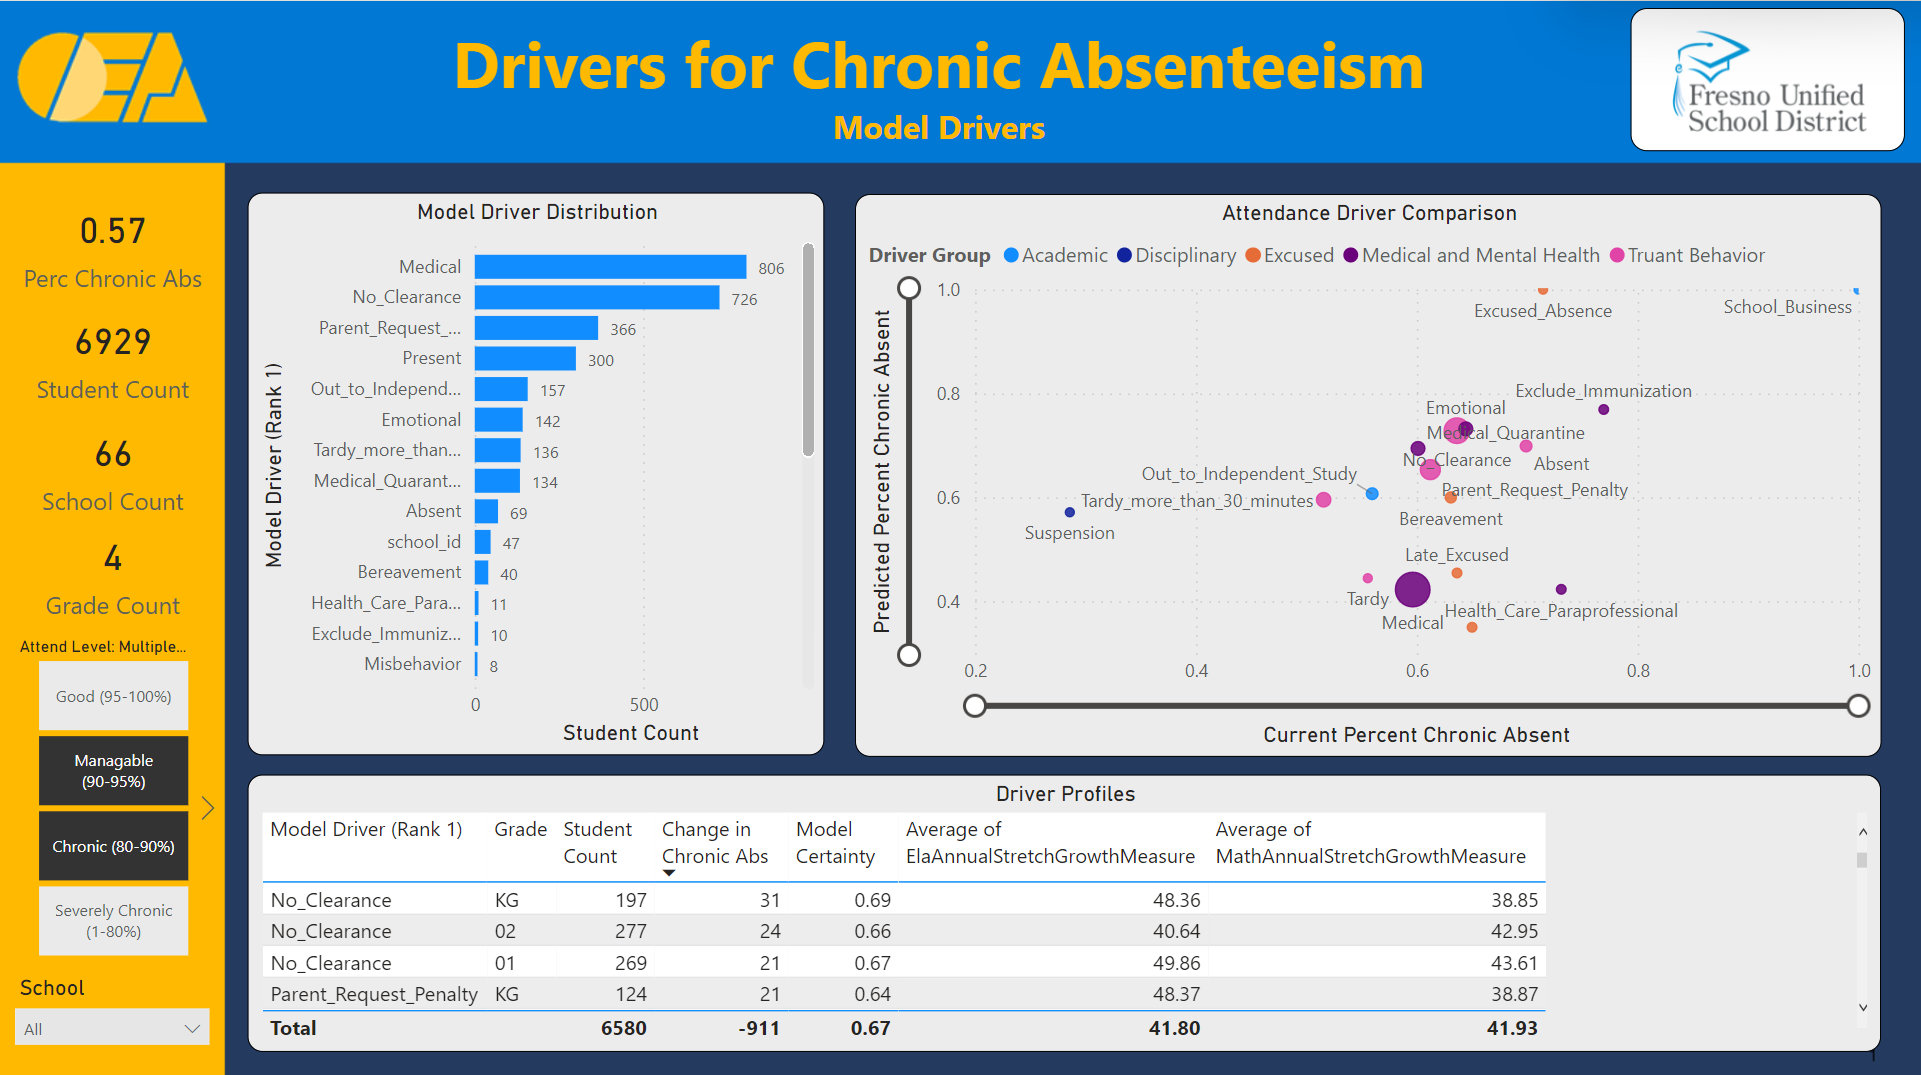 OEA
Drivers for Chronic Absenteeism
Model Drivers
Fresno Unified
School District
0.57
Perc Chronic Abs
6929
Student Count
66
School Count
4
Grade Count
Attend Level: Multiple...
Good (95-100%)
Managable
(90-95%)
Chronic (80-90%)
Severely Chronic
(1-80%)
School
All
Model Driver Distribution
Model Driver (Rank 1)
Medical 806
No_Clearance 726
Parent_Request_... 366
Present 300
Out_to_Independ... 157
Emotional 142
Tardy_more_than... 136
Medical_Quarant... 134
Absent 69
school_id 47
Bereavement 40
Health_Care_Para... 11
Exclude_Immuniz... 10
Misbehavior 8
0 500
Student Count
Attendance Driver Comparison
Driver Group Academic Disciplinary Excused Medical and Mental Health Truant Behavior
Predicted Percent Chronic Absent
1.0
0.8
0.6
0.4
Excused_Absence
School_Business
Exclude_Immunization
Emotional
Medical_Quarantine
No_Clearance
Absent
Out_to_Independent_Study
Parent_Request_Penalty
Tardy_more_than_30_minutes
Bereavement
Suspension
Late_Excused
Tardy
Health_Care_Paraprofessional
Medical
0.2 0.4 0.6 0.8 1.0
Current Percent Chronic Absent
Driver Profiles
Model Driver (Rank 1) Grade Student Change in Model Average of Average of
Count Chronic Abs Certainty ElaAnnualStretchGrowthMeasure MathAnnualStretchGrowthMeasure
No_Clearance KG 197 31 0.69 48.36 38.85
No_Clearance 02 277 24 0.66 40.64 42.95
No_Clearance 01 269 21 0.67 49.86 43.61
Parent_Request_Penalty KG 124 21 0.64 48.37 38.87
Total 6580 -911 0.67 41.80 41.93
1